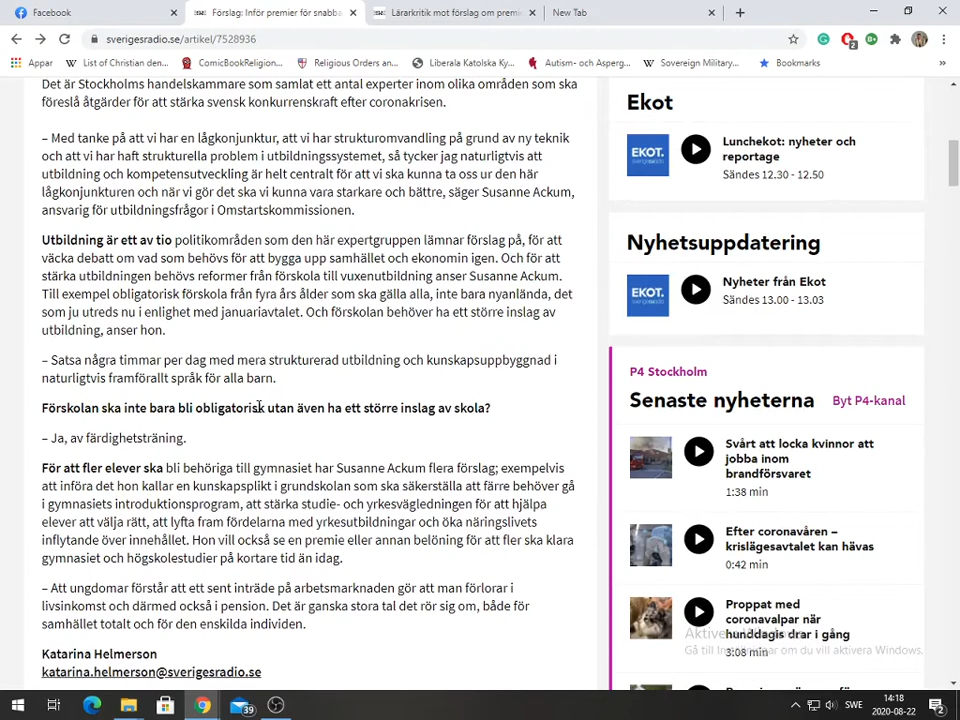 Facebook
Förslag: Inför premier för snabba
Lärarkritik mot förslag om premi
New Tab
sverigesradio.se/artikel/7528936
Appar
List of Christian den...
ComicBookReligion...
Religious Orders an...
Liberala Katolska Ky...
Autism- och Asperg...
Sovereign Military...
Bookmarks
Det är Stockholms handelskammare som samlat ett antal experter inom olika områden som ska
föreslå åtgärder för att stärka svensk konkurrenskraft efter coronakrisen.
– Med tanke på att vi har en lågkonjunktur, att vi har strukturomvandling på grund av ny teknik
och att vi har haft strukturella problem i utbildningssystemet, så tycker jag naturligtvis att
utbildning och kompetensutveckling är helt centralt för att vi ska kunna ta oss ur den här
lågkonjunkturen och när vi gör det ska vi kunna vara starkare och bättre, säger Susanne Ackum,
ansvarig för utbildningsfrågor i Omstartskommissionen.
Utbildning är ett av tio politikområden som den här expertgruppen lämnar förslag på, för att
väcka debatt om vad som behövs för att bygga upp samhället och ekonomin igen. Och för att
stärka utbildningen behövs reformer från förskola till vuxenutbildning anser Susanne Ackum.
Till exempel obligatorisk förskola från fyra års ålder som ska gälla alla, inte bara nyanlända, det
som ju utreds nu i enlighet med januariavtalet. Och förskolan behöver ha ett större inslag av
utbildning, anser hon.
– Satsa några timmar per dag med mera strukturerad utbildning och kunskapsuppbyggnad i
naturligtvis framförallt språk för alla barn.
Förskolan ska inte bara bli obligatorisk utan även ha ett större inslag av skola?
– Ja, av färdighetsträning.
För att fler elever ska bli behöriga till gymnasiet har Susanne Ackum flera förslag; exempelvis
att införa det hon kallar en kunskapsplikt i grundskolan som ska säkerställa att färre behöver gå
i gymnasiets introduktionsprogram, att stärka studie- och yrkesvägledningen för att hjälpa
elever att välja rätt, att lyfta fram fördelarna med yrkesutbildningar och öka näringslivets
inflytande över innehållet. Hon vill också se en premie eller annan belöning för att fler ska klara
gymnasiet och högskolestudier på kortare tid än idag.
– Att ungdomar förstår att ett sent inträde på arbetsmarknaden gör att man förlorar i
livsinkomst och därmed också i pension. Det är ganska stora tal det rör sig om, både för
samhället totalt och för den enskilda individen.
Katarina Helmerson
katarina.helmerson@sverigesradio.se
Ekot
EKOT.
Lunchekot: nyheter och
reportage
Sändes 12.30 - 12.50
Nyhetsuppdatering
EKOT.
Nyheter från Ekot
Sändes 13.00 - 13.03
P4 Stockholm
Senaste nyheterna
Byt P4-kanal
Svårt att locka kvinnor att
jobba inom
brandförsvaret
1:38 min
Efter coronavåren –
krislägesavtalet kan hävas
0:42 min
Proppat med
coronavalpar när
hunddagis drar i gång
3:08 min
om du vill aktivera Windows.
39
SWE
14:18
2020-08-22
2